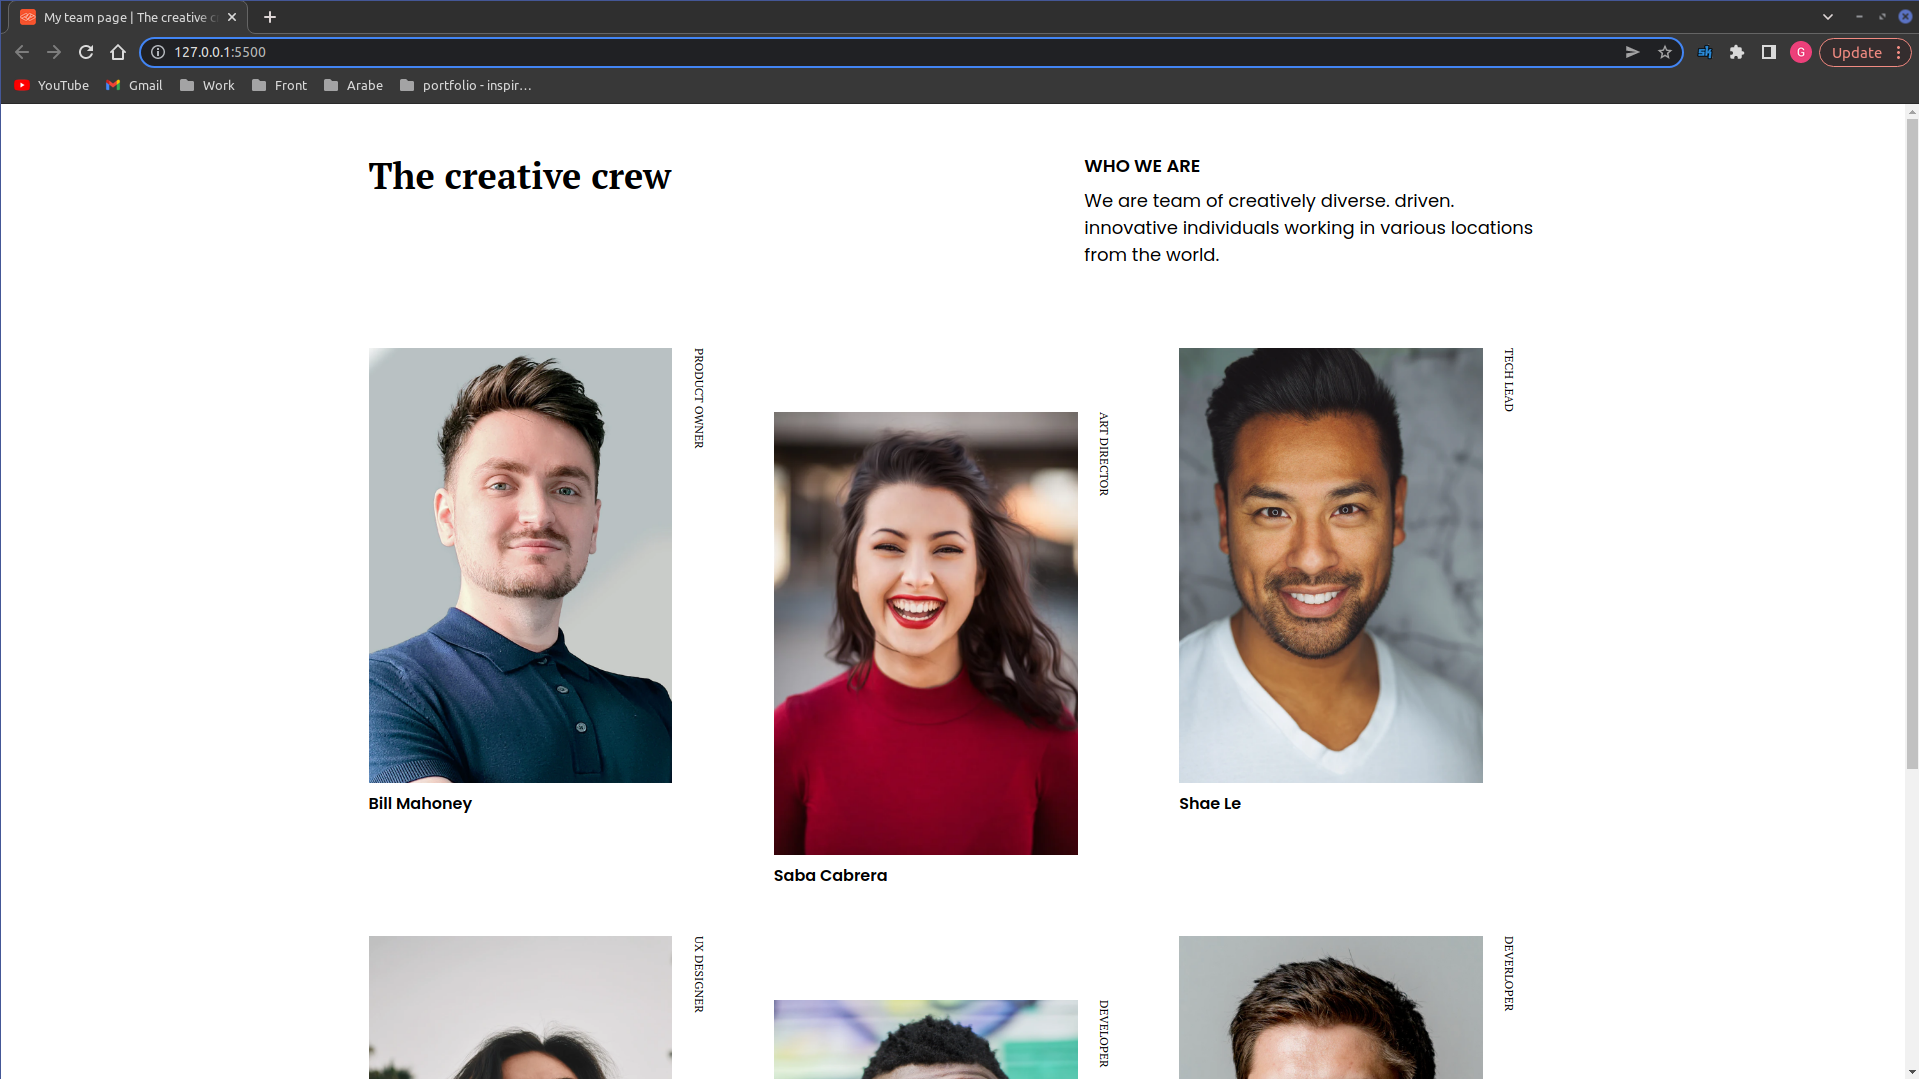 My team page | The creative c
127.0.0.1:5500
Update
G
YouTube
Gmail
Work
Front
Arabe
portfolio - inspir...
The creative crew
WHO WE ARE
We are team of creatively diverse. driven.
innovative individuals working in various locations
from the world.
PRODUCT OWNER
Bill Mahoney
ART DIRECTOR
Saba Cabrera
TECH LEAD
Shae Le
UX DESIGNER
DEVELOPER
DEVERLOPER